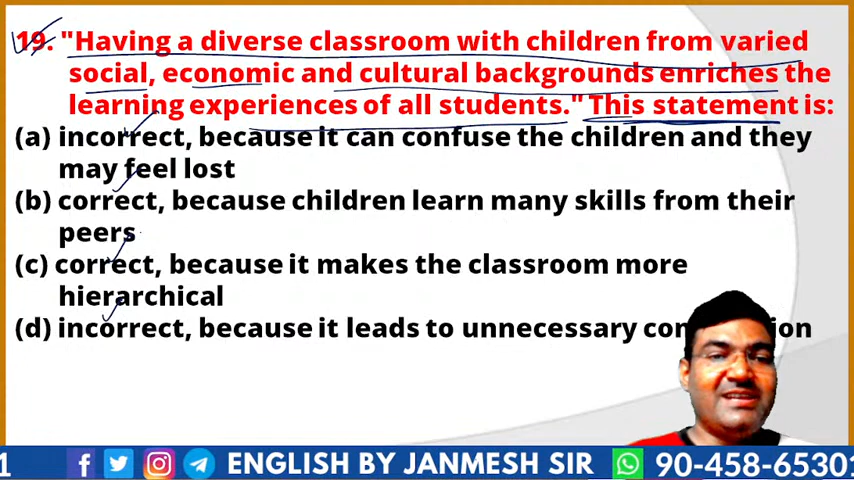 19. "Having a diverse classroom with children from varied
social, economic and cultural backgrounds enriches the
learning experiences of all students." This statement is:
(a) incorrect, because it can confuse the children and they
may feel lost
(b) correct, because children learn many skills from their
peers
(c) correct, because it makes the classroom more
hierarchical
(d) incorrect, because it leads to unnecessary
1 ENGLISH BY JANMESH SIR 90-458-65301